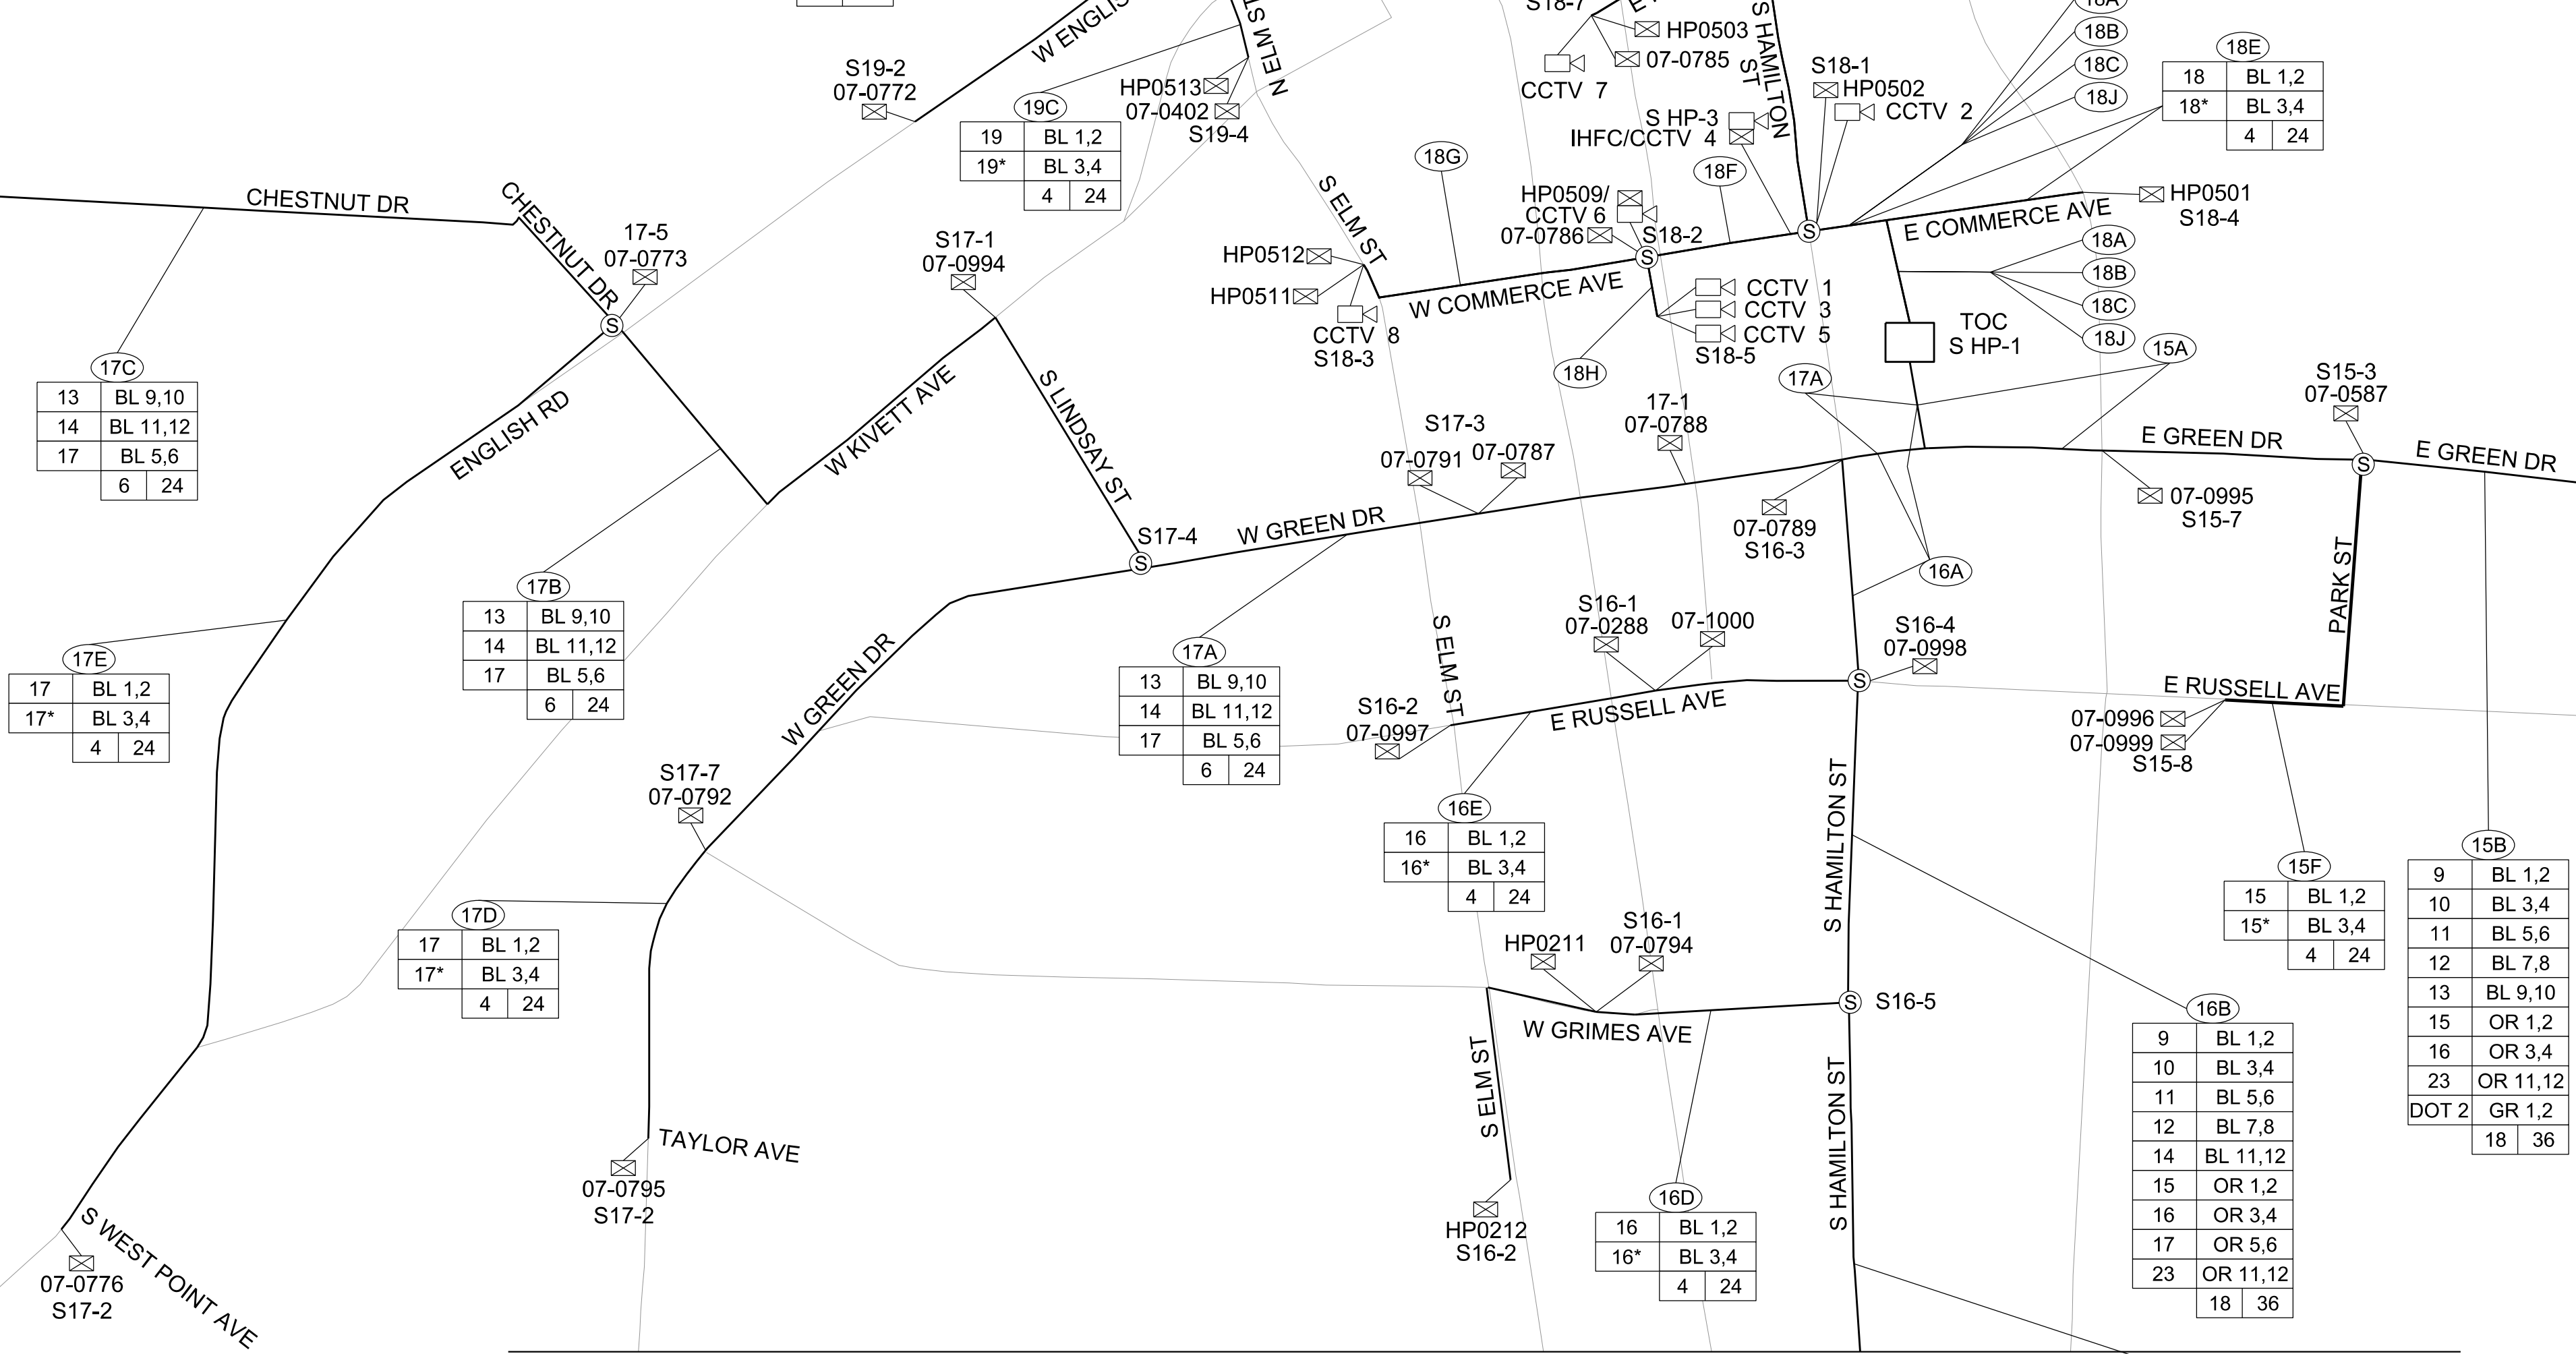 W ENGLIS
S19-2
07-0772
N ELM ST
HP0513
07-0402
S19-4
19C
19 BL 1,2
19* BL 3,4
4 24
S18-7
HP0503
07-0785
CCTV 7
S HAMILTON ST
S18-1
HP0502
CCTV 2
S HP-3
IHFC/CCTV 4
18A
18B
18C
18J
18E
18 BL 1,2
18* BL 3,4
4 24
CHESTNUT DR
CHESTNUT DR
17-5
07-0773
S17-1
07-0994
18G
18F
S ELM ST
HP0512
HP0511
CCTV 8
S18-3
HP0509/
CCTV 6
07-0786
S18-2
S
S
W COMMERCE AVE
E COMMERCE AVE
HP0501
S18-4
18A
18B
18C
18J
CCTV 1
CCTV 3
CCTV 5
S18-5
18H
TOC
S HP-1
15A
17A
S
17C
13 BL 9,10
14 BL 11,12
17 BL 5,6
6 24
ENGLISH RD
W KIVETT AVE
S LINDSAY ST
S17-3
07-0791
07-0787
17-1
07-0788
S15-3
07-0587
E GREEN DR
S
E GREEN DR
07-0995
S15-7
07-0789
S16-3
W GREEN DR
S17-4
S
16A
PARK ST
17B
13 BL 9,10
14 BL 11,12
17 BL 5,6
6 24
17E
17 BL 1,2
17* BL 3,4
4 24
W GREEN DR
17A
13 BL 9,10
14 BL 11,12
17 BL 5,6
6 24
S ELM ST
S16-1
07-0288
07-1000
S16-4
07-0998
S
S16-2
07-0997
E RUSSELL AVE
E RUSSELL AVE
07-0996
07-0999
S15-8
S17-7
07-0792
16E
16 BL 1,2
16* BL 3,4
4 24
S HAMILTON ST
15F
15 BL 1,2
15* BL 3,4
4 24
15B
9 BL 1,2
10 BL 3,4
11 BL 5,6
12 BL 7,8
13 BL 9,10
15 OR 1,2
16 OR 3,4
23 OR 11,12
DOT 2 GR 1,2
18 36
17D
17 BL 1,2
17* BL 3,4
4 24
HP0211
S16-1
07-0794
S
S16-5
W GRIMES AVE
S ELM ST
S HAMILTON ST
16B
9 BL 1,2
10 BL 3,4
11 BL 5,6
12 BL 7,8
14 BL 11,12
15 OR 1,2
16 OR 3,4
17 OR 5,6
23 OR 11,12
18 36
TAYLOR AVE
07-0795
S17-2
HP0212
S16-2
16D
16 BL 1,2
16* BL 3,4
4 24
S WEST POINT AVE
07-0776
S17-2